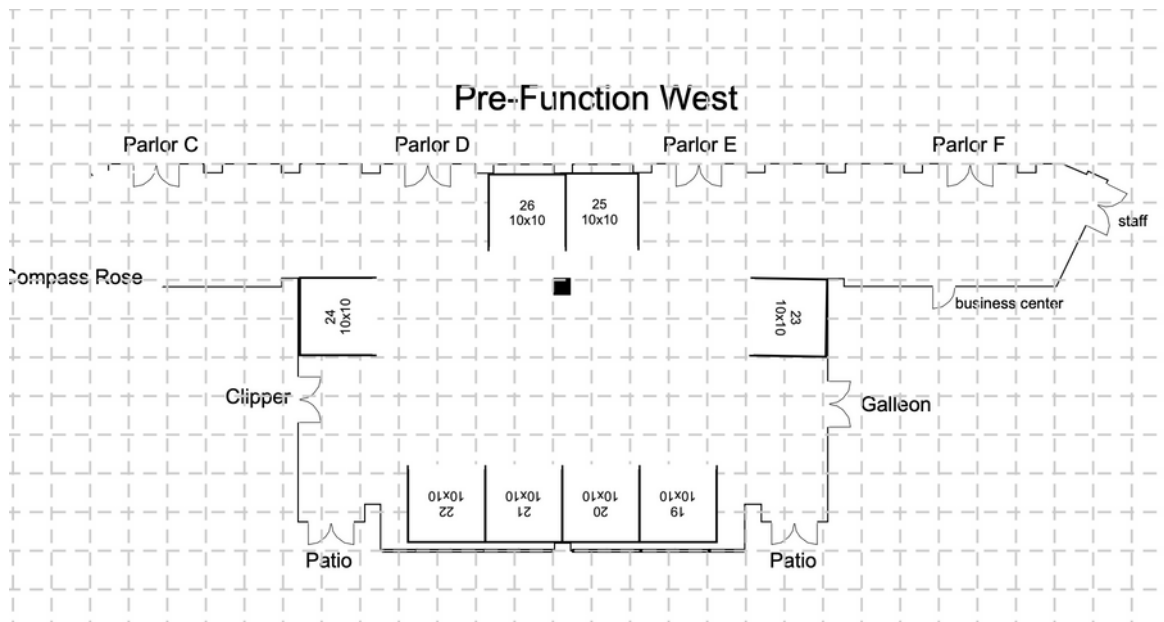 Pre-Function West
Parlor C
Parlor D
Parlor E
Parlor F
26
10x10
25
10x10
staff
Compass Rose
business center
24
10x10
23
10x10
Clipper
Galleon
22
10x10
21
10x10
20
10x10
19
10x10
Patio
Patio